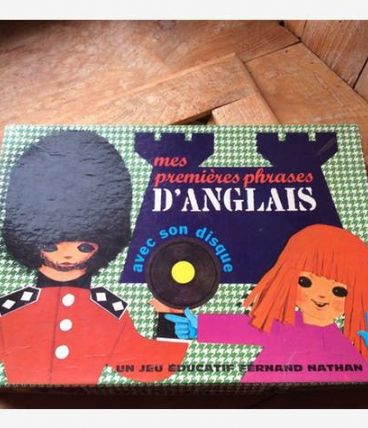 mes
premières phrases
D'ANGLAIS
avec son disque
UN JEU ÉDUCATIF FERNAND NATHAN